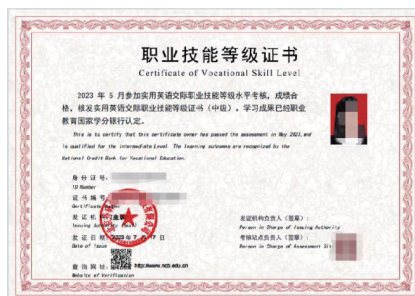 职业技能等级证书
Certificate of Vocational Skill Level
2023 年 5 月参加实用英语交际职业技能等级水平考核，成绩合
格，核发实用英语交际职业技能等级证书（中级）。学习成果已经职业
教育国家学分银行认定。
This is to certify that this certificate owner has passed the assessment in May 2023, and
is qualified for the intermediate Level. The learning outcomes are recognized by the
National Credit Bank for Vocational Education.
身 份 证 号：
ID Number
证 书 编 号
Certificate
发 证 机
Issuing
发证机构负责人（签章）：
Person in Charge of Issuing Authority
发 证 日 期
Date of Issue
考核站点负责人（签章）：
Person in Charge of Assessment
查 询 网 址：http://www.ncb.edu.cn
Website of Verification